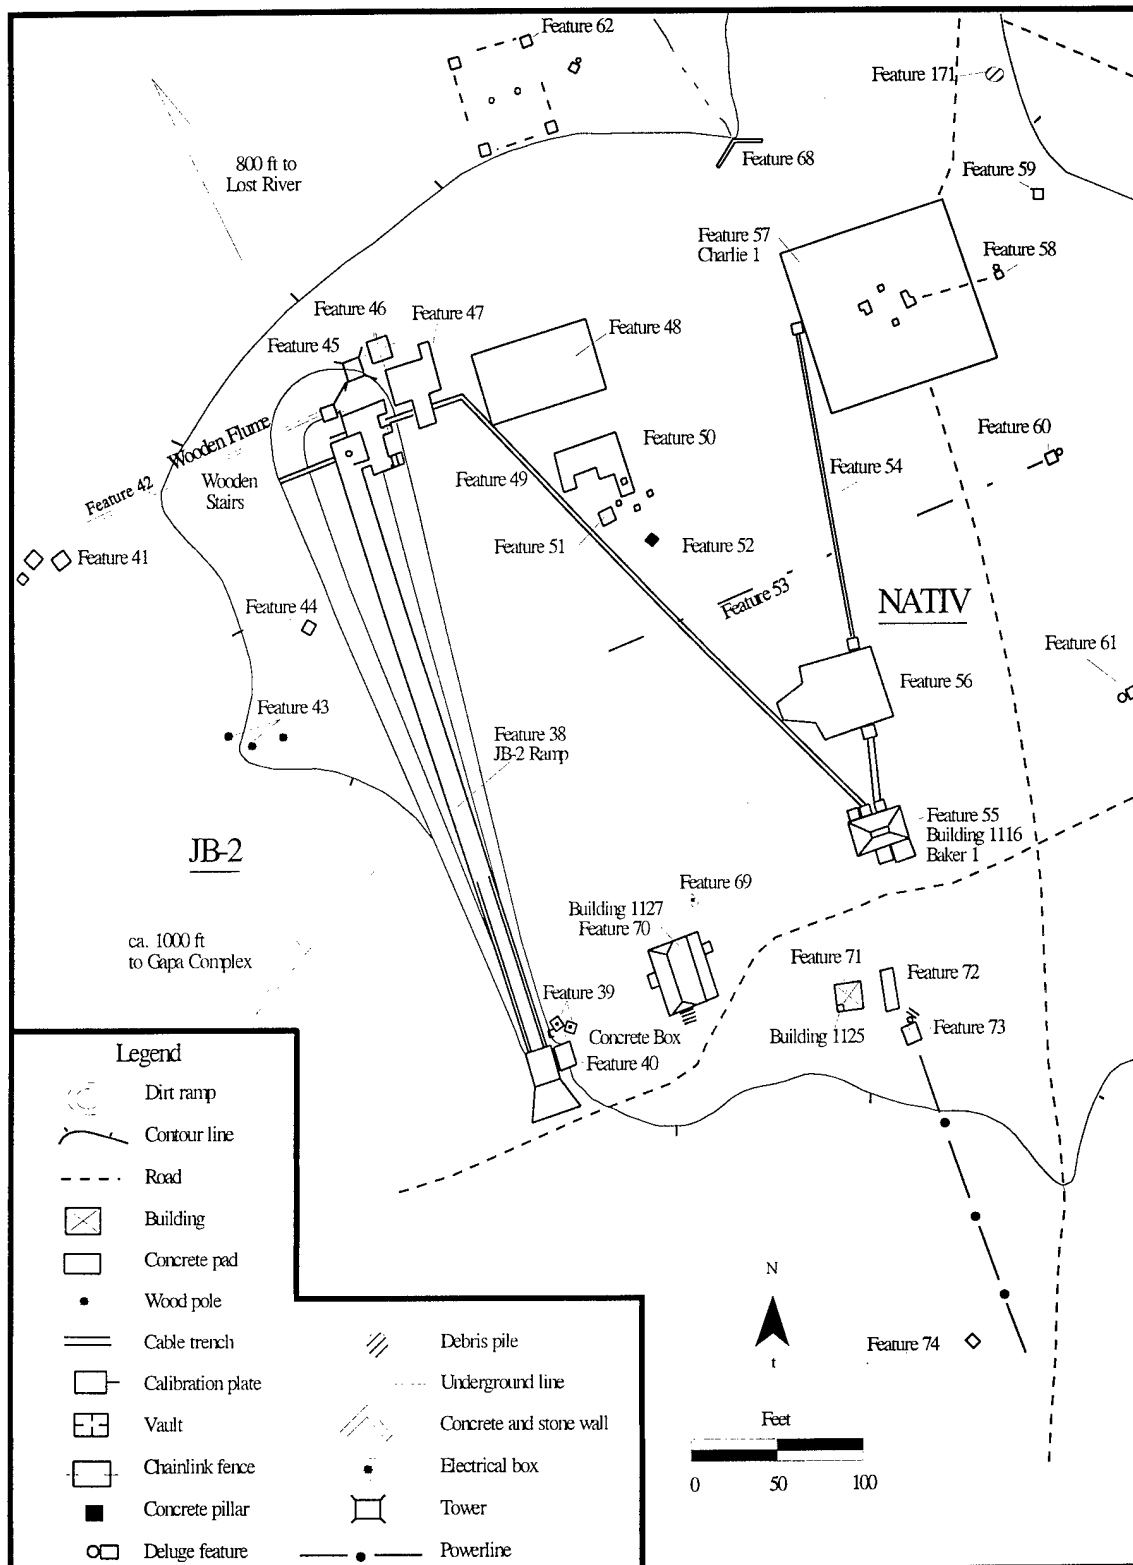 Feature 62
Feature 171
800 ft to
Lost River
Feature 68
Feature 59
Feature 57
Charlie 1
Feature 58
Feature 46
Feature 47
Feature 48
Feature 45
Wooden Flume
Feature 60
Feature 50
Feature 54
Wooden
Stairs
Feature 49
Feature 42
Feature 51
Feature 52
Feature 41
Feature 53
NATIV
Feature 44
Feature 61
Feature 56
Feature 43
Feature 38
JB-2 Ramp
Feature 55
Building 1116
Baker 1
JB-2
Feature 69
Building 1127
Feature 70
ca. 1000 ft
to Gapa Complex
Feature 71
Feature 72
Feature 39
Concrete Box
Building 1125
Feature 73
Feature 40
Legend
Dirt ramp
Contour line
Road
Building
Concrete pad
Wood pole
Cable trench
Calibration plate
Vault
Chainlink fence
Concrete pillar
Deluge feature
Debris pile
Underground line
Concrete and stone wall
Electrical box
Tower
Powerline
N
t
Feature 74
Feet
0 50 100